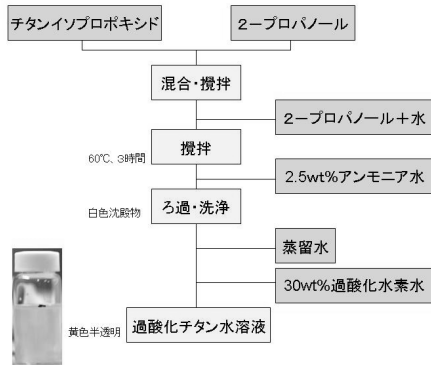 チタンイソプロポキシド
2-プロパノール
混合・攪拌
2-プロパノール+水
攪拌
60℃、3時間
2.5wt%アンモニア水
白色沈殿物
ろ過・洗浄
蒸留水
30wt%過酸化水素水
黄色半透明
過酸化チタン水溶液